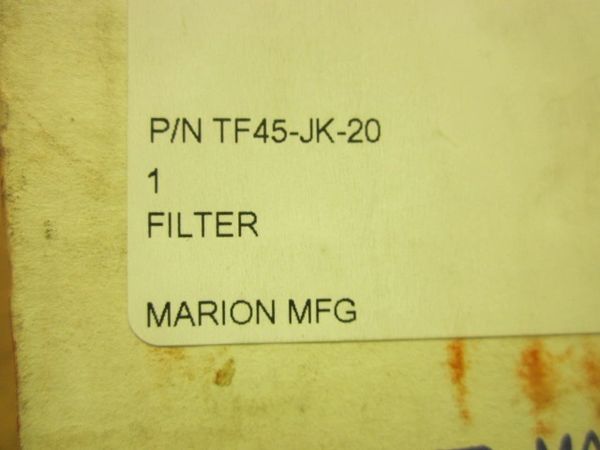 P/N TF45-JK-20
1
FILTER
MARION MFG